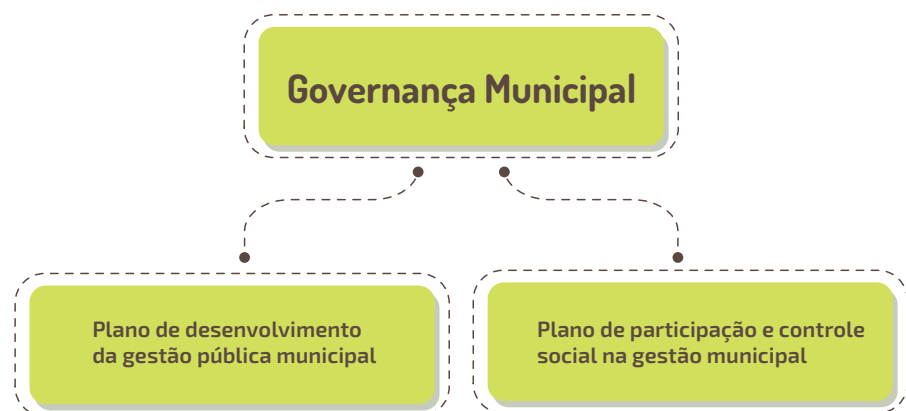 Governança Municipal
Plano de desenvolvimento
da gestão pública municipal
Plano de participação e controle
social na gestão municipal